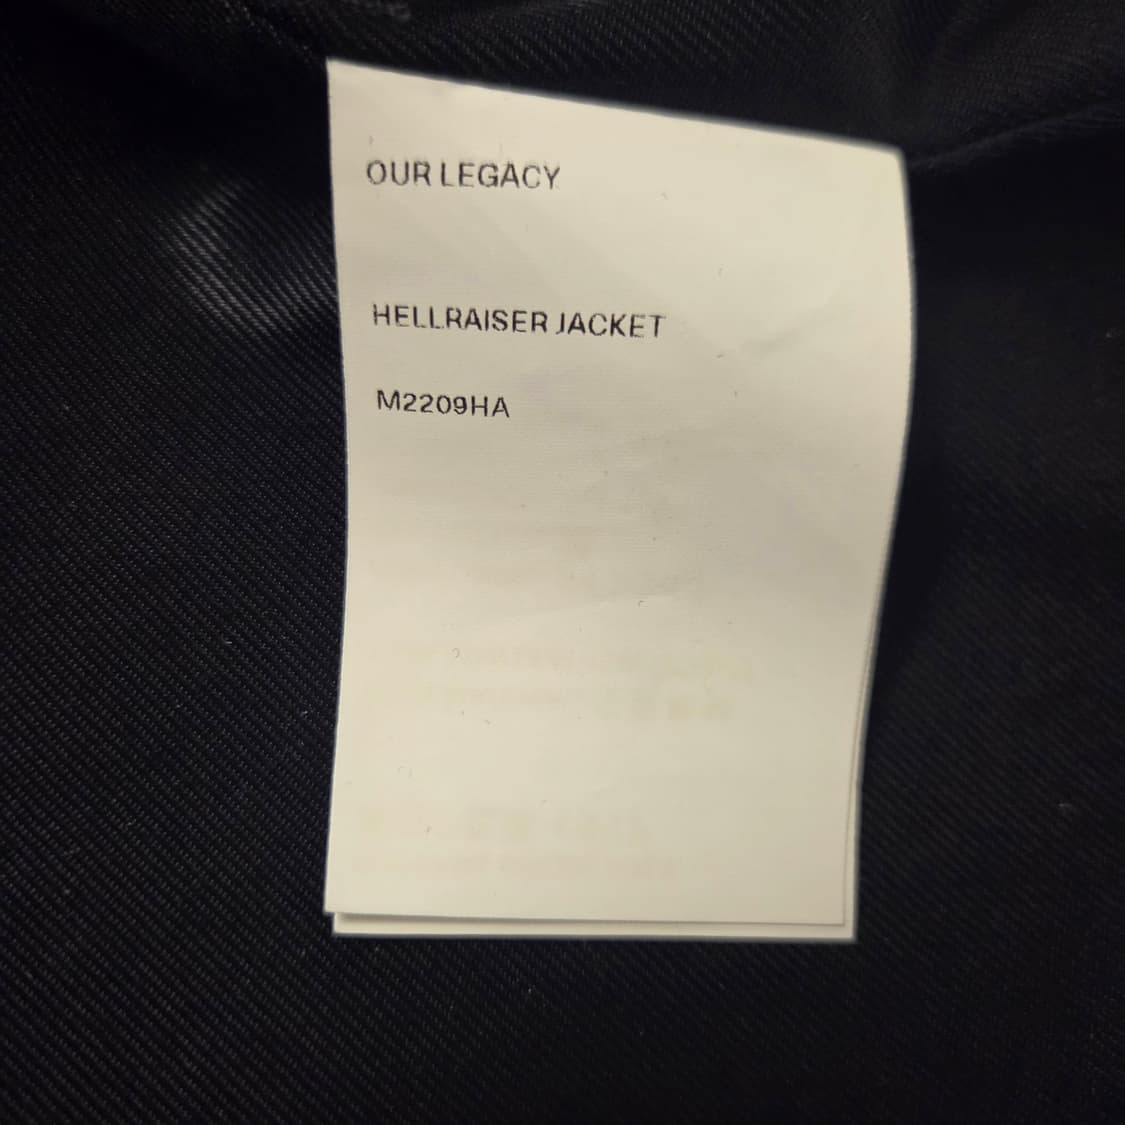 OUR LEGACY
HELLRAISER JACKET
M2209HA